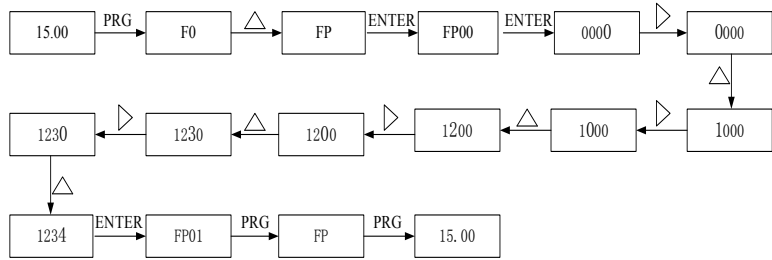 15.00 PRG F0 FP ENTER FP00 ENTER 0000 0000
1230 1230 1200 1200 1000 1000
1234 ENTER FP01 PRG FP PRG 15.00